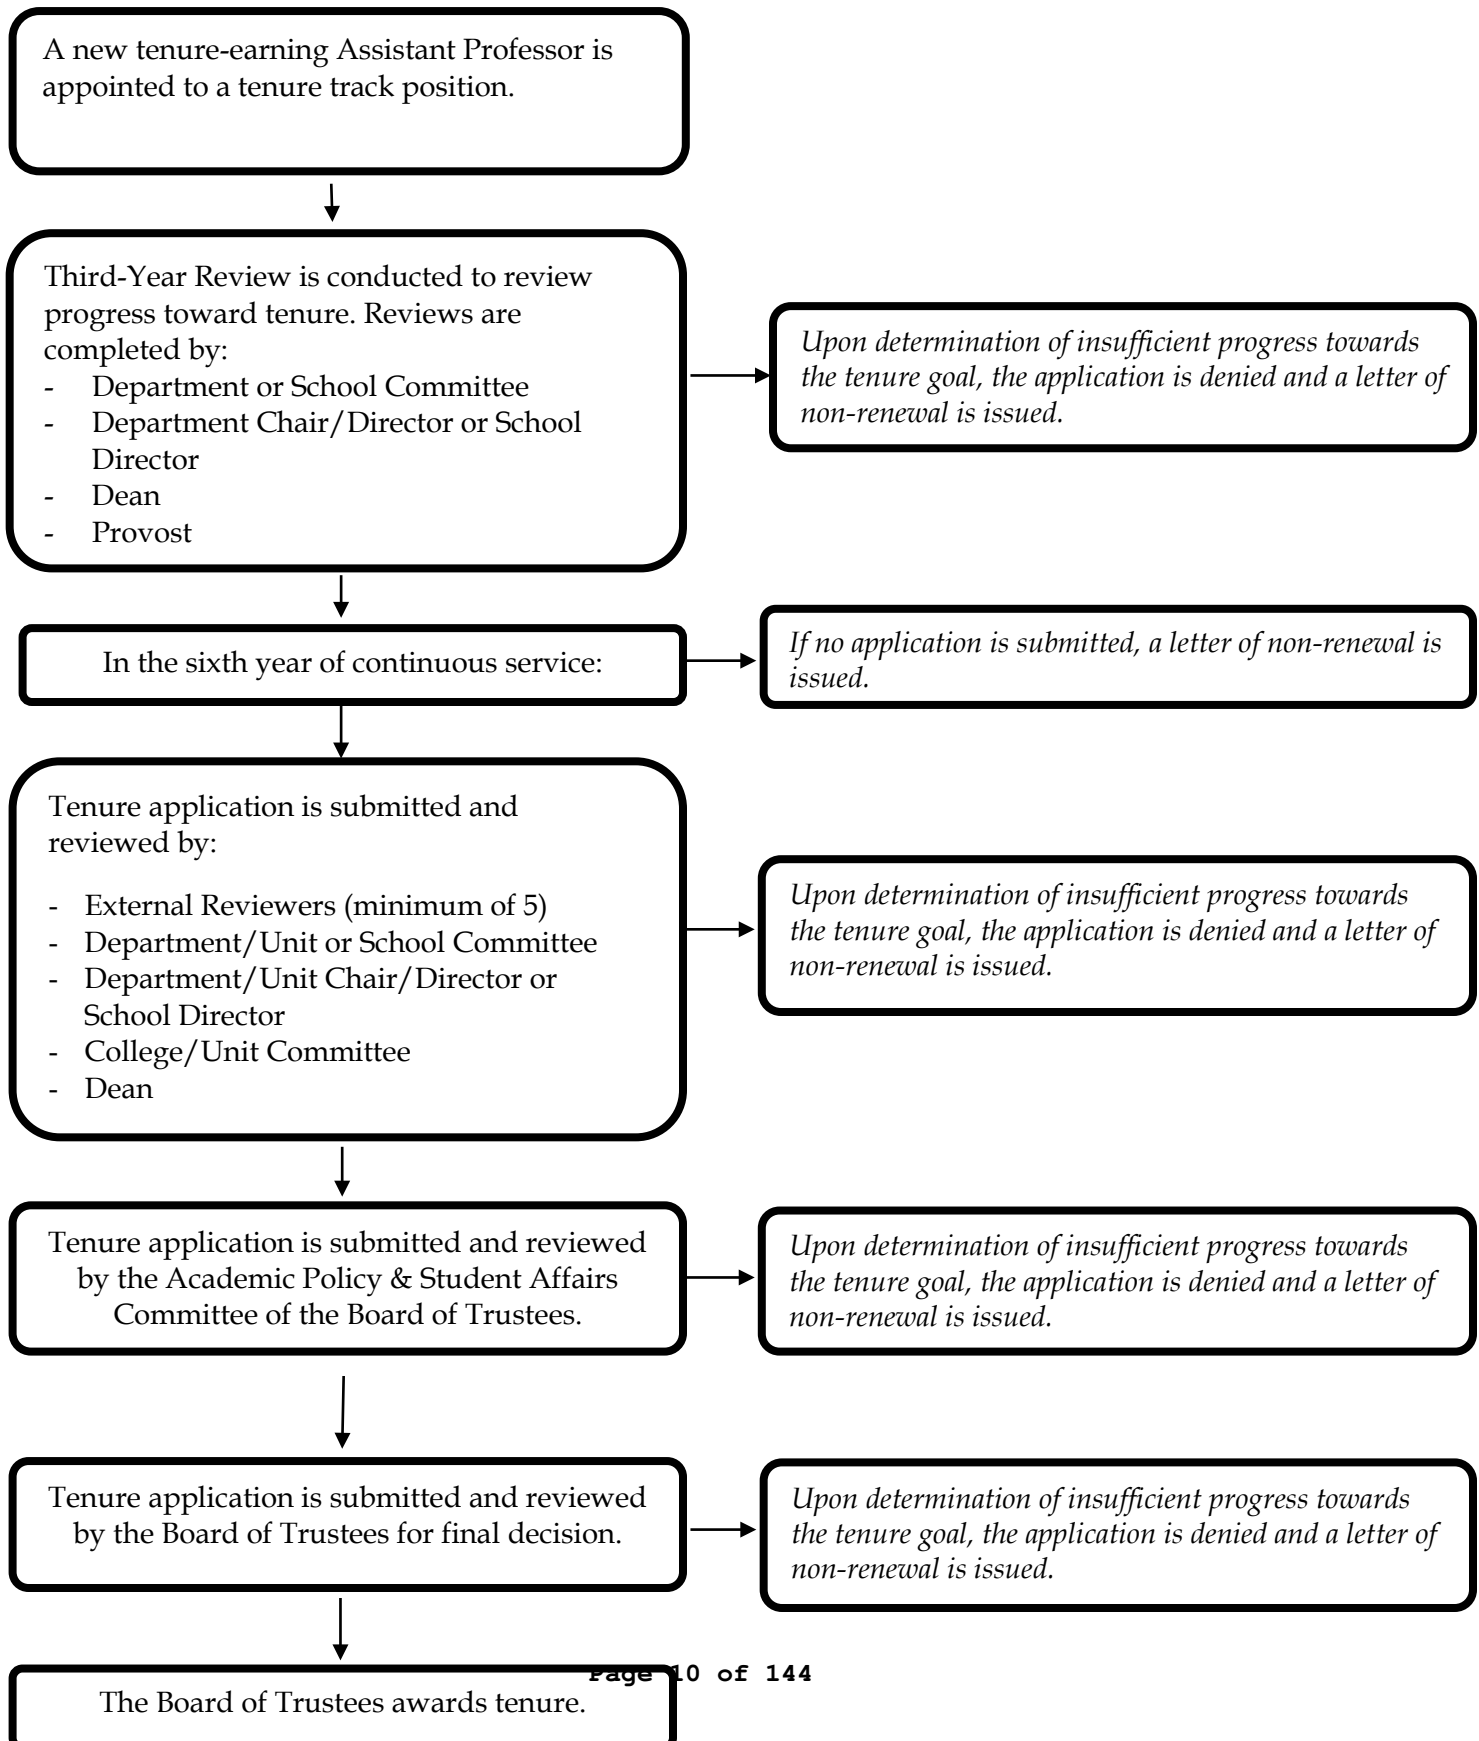 A new tenure-earning Assistant Professor is
appointed to a tenure track position.
Third-Year Review is conducted to review
progress toward tenure. Reviews are
completed by:
- Department or School Committee
- Department Chair/Director or School
Director
- Dean
- Provost
Upon determination of insufficient progress towards
the tenure goal, the application is denied and a letter of
non-renewal is issued.
In the sixth year of continuous service:
If no application is submitted, a letter of non-renewal is
issued.
Tenure application is submitted and
reviewed by:
- External Reviewers (minimum of 5)
- Department/Unit or School Committee
- Department/Unit Chair/Director or
School Director
- College/Unit Committee
- Dean
Upon determination of insufficient progress towards
the tenure goal, the application is denied and a letter of
non-renewal is issued.
Tenure application is submitted and reviewed
by the Academic Policy & Student Affairs
Committee of the Board of Trustees.
Upon determination of insufficient progress towards
the tenure goal, the application is denied and a letter of
non-renewal is issued.
Tenure application is submitted and reviewed
by the Board of Trustees for final decision.
Upon determination of insufficient progress towards
the tenure goal, the application is denied and a letter of
non-renewal is issued.
Page 10 of 144
The Board of Trustees awards tenure.